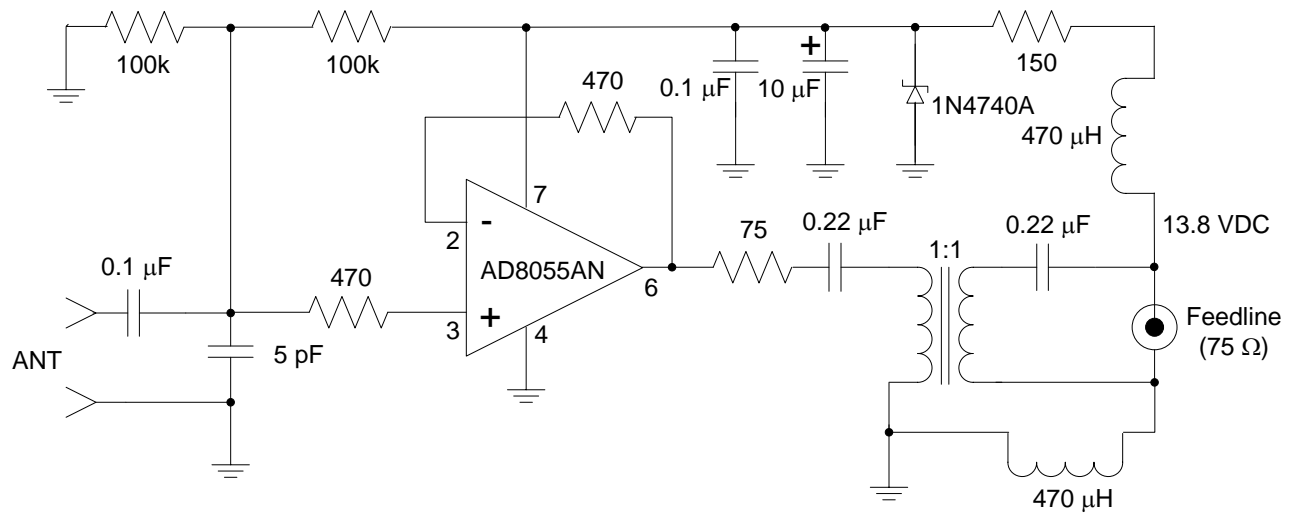 100k
100k
470
0.1 μF
+
10 μF
1N4740A
150
470 μH
7
-
2
AD8055AN
6
75
0.22 μF
1:1
0.22 μF
13.8 VDC
0.1 μF
470
3
+
4
ANT
5 pF
Feedline
(75 Ω)
470 μH